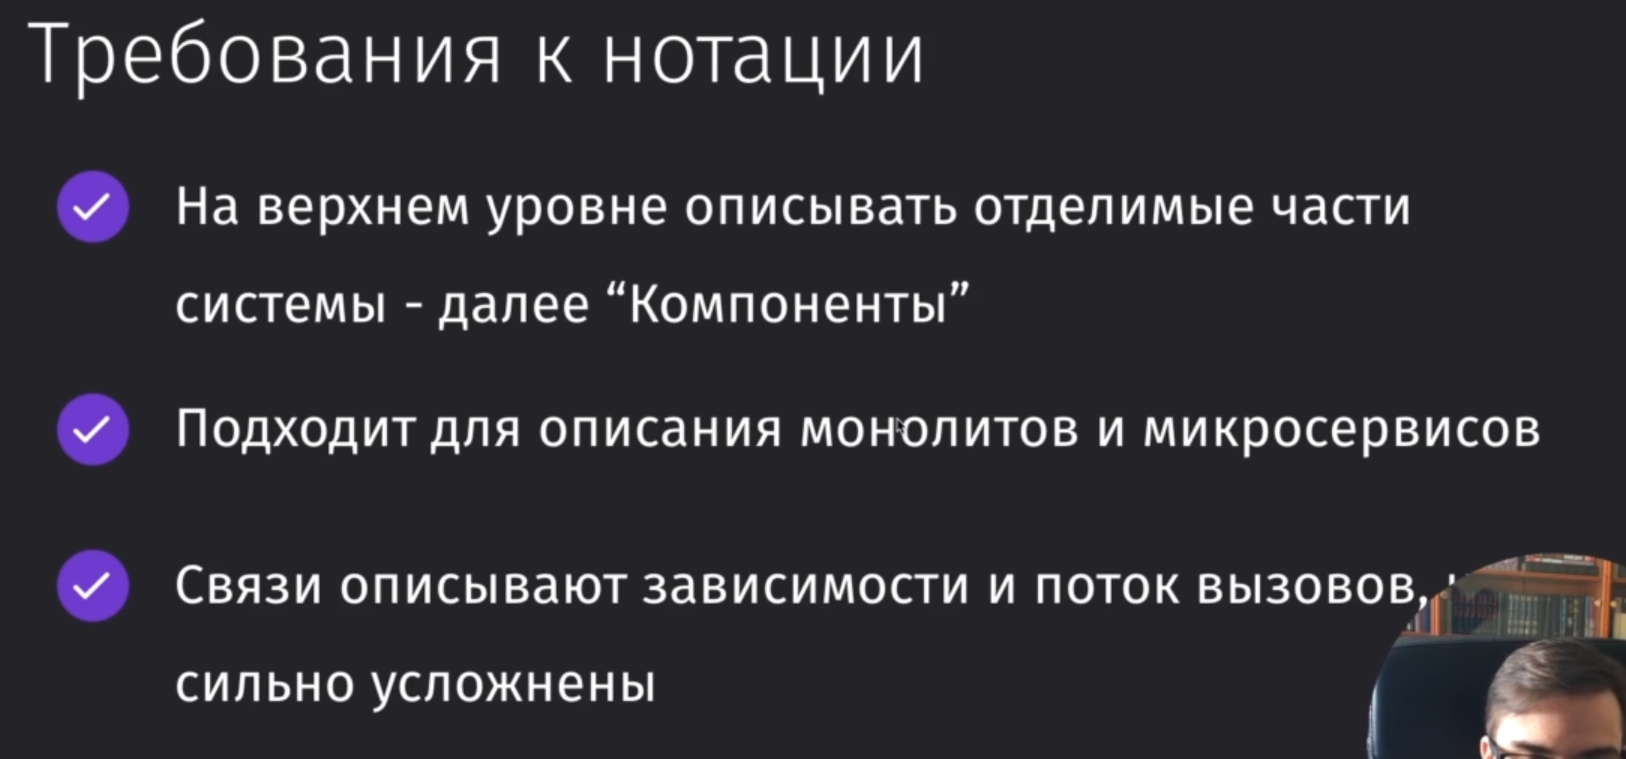 Требования к нотации
На верхнем уровне описывать отделимые части
системы - далее “Компоненты”
Подходит для описания монолитов и микросервисов
Связи описывают зависимости и поток вызовов,
сильно усложнены